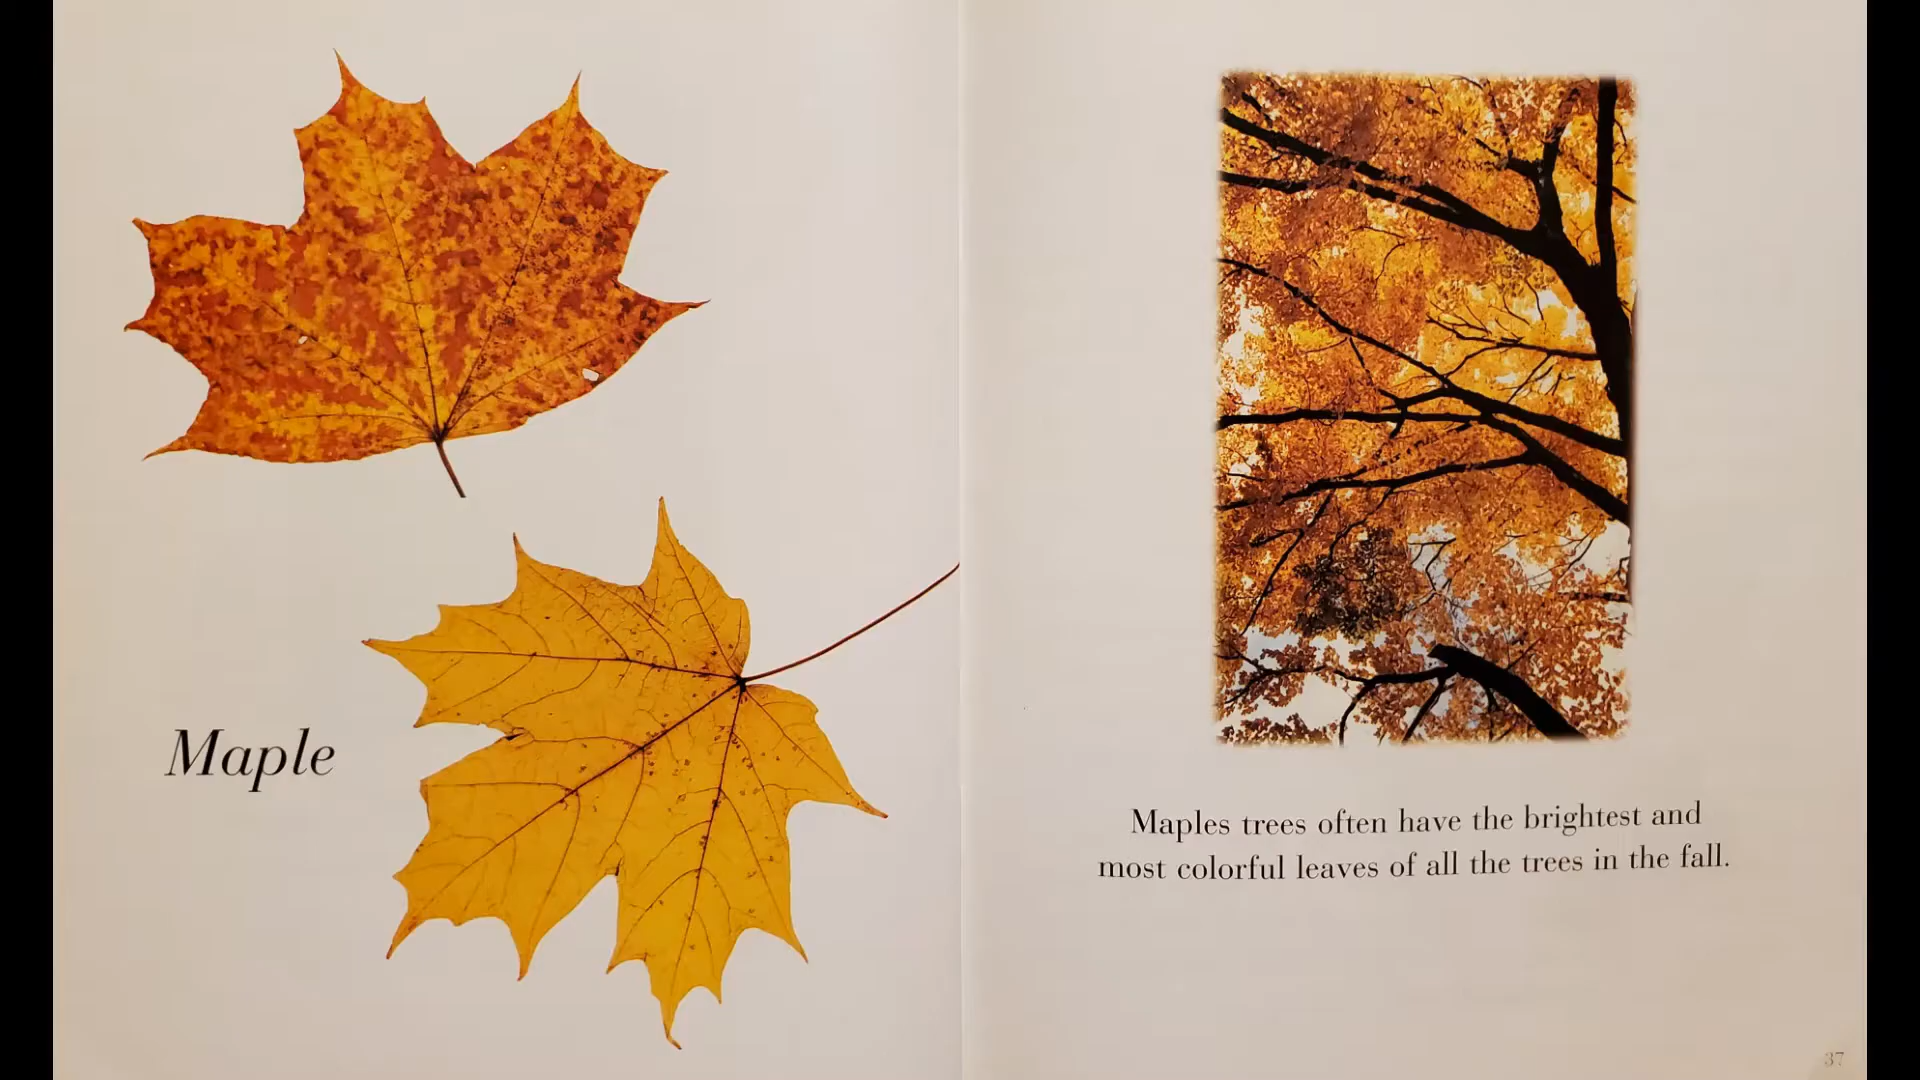 Maple
Maples trees often have the brightest and
most colorful leaves of all the trees in the fall.
37